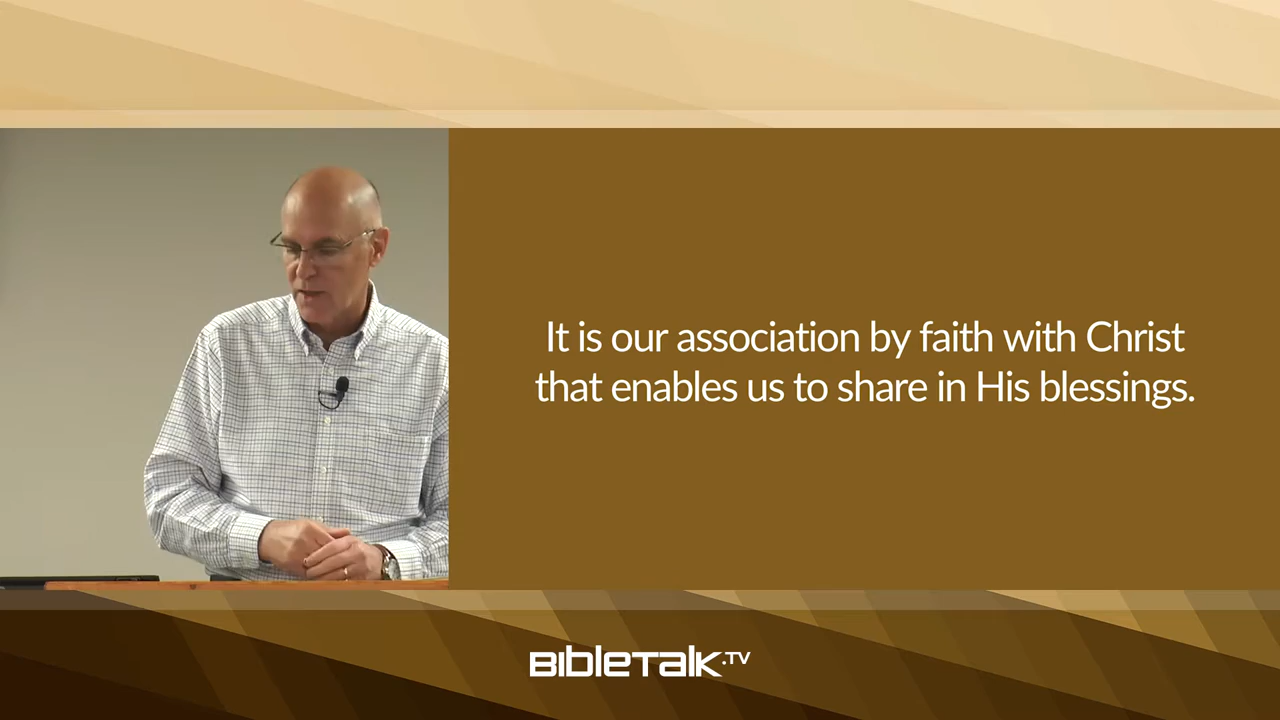 It is our association by faith with Christ
that enables us to share in His blessings.
BIBLETALK.TV